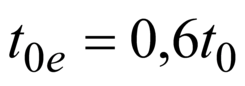 t₀ₑ = 0,6t₀